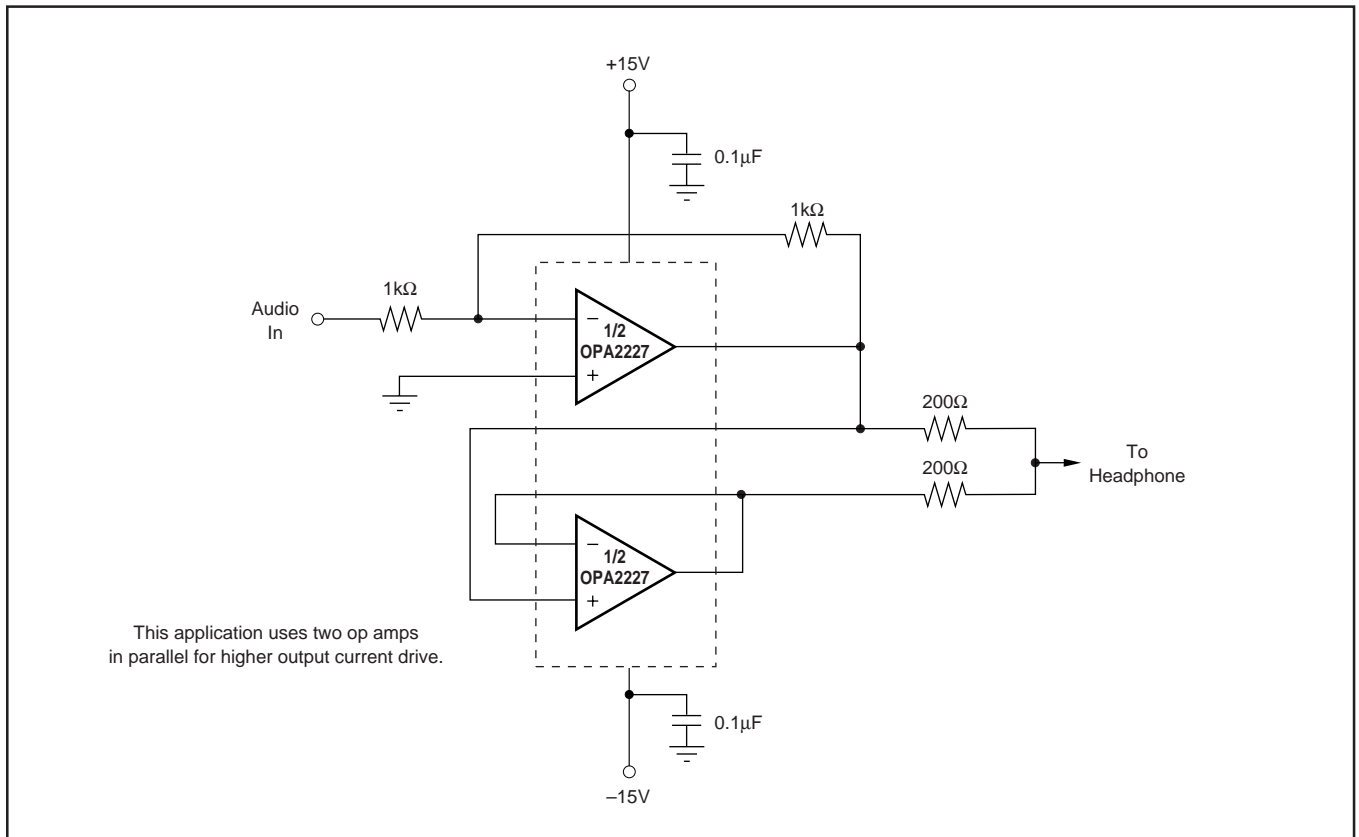 +15V
0.1μF
1kΩ
1kΩ
Audio
In
–
1/2
OPA2227
+
200Ω
To
Headphone
200Ω
–
1/2
OPA2227
+
This application uses two op amps
in parallel for higher output current drive.
0.1μF
–15V